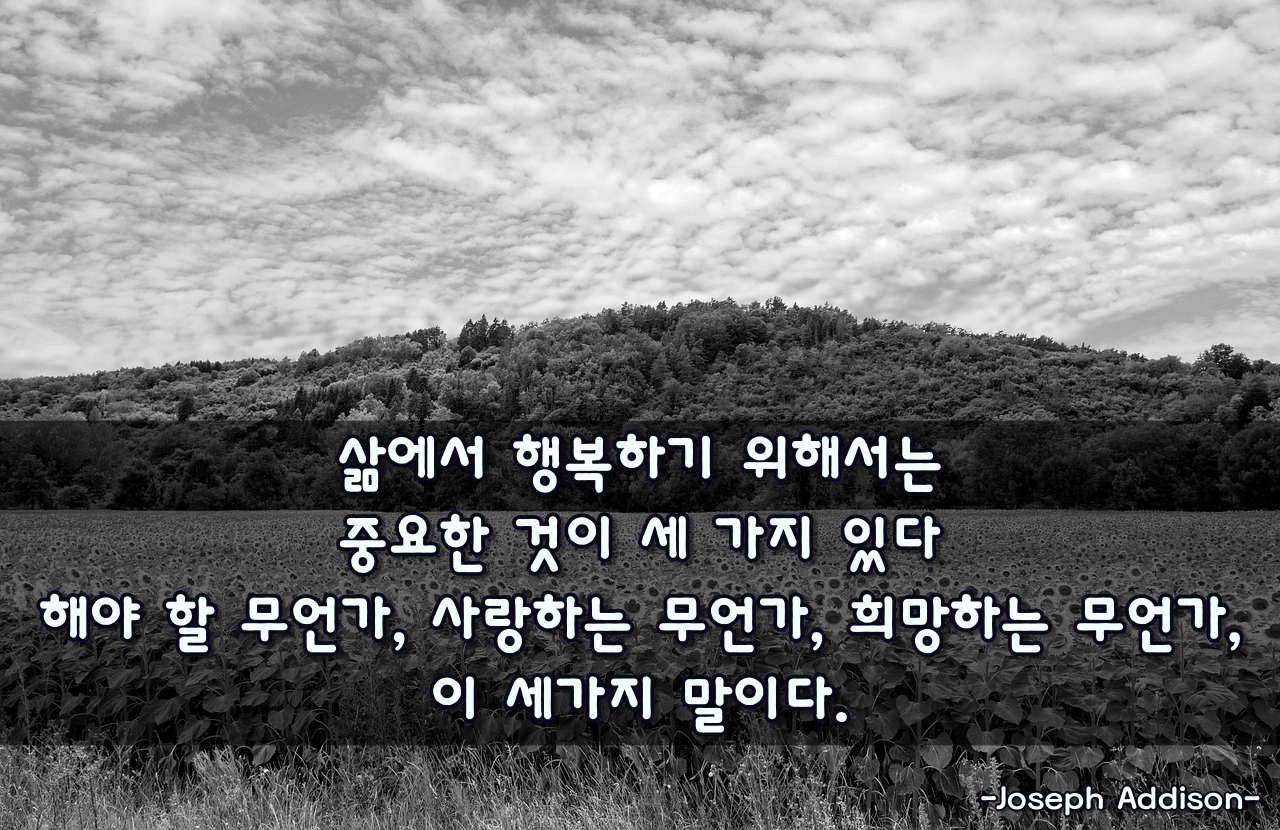 삶에서 행복하기 위해서는
중요한 것이 세 가지 있다
해야 할 무언가, 사랑하는 무언가, 희망하는 무언가,
이 세가지 말이다.
-Joseph Addison-